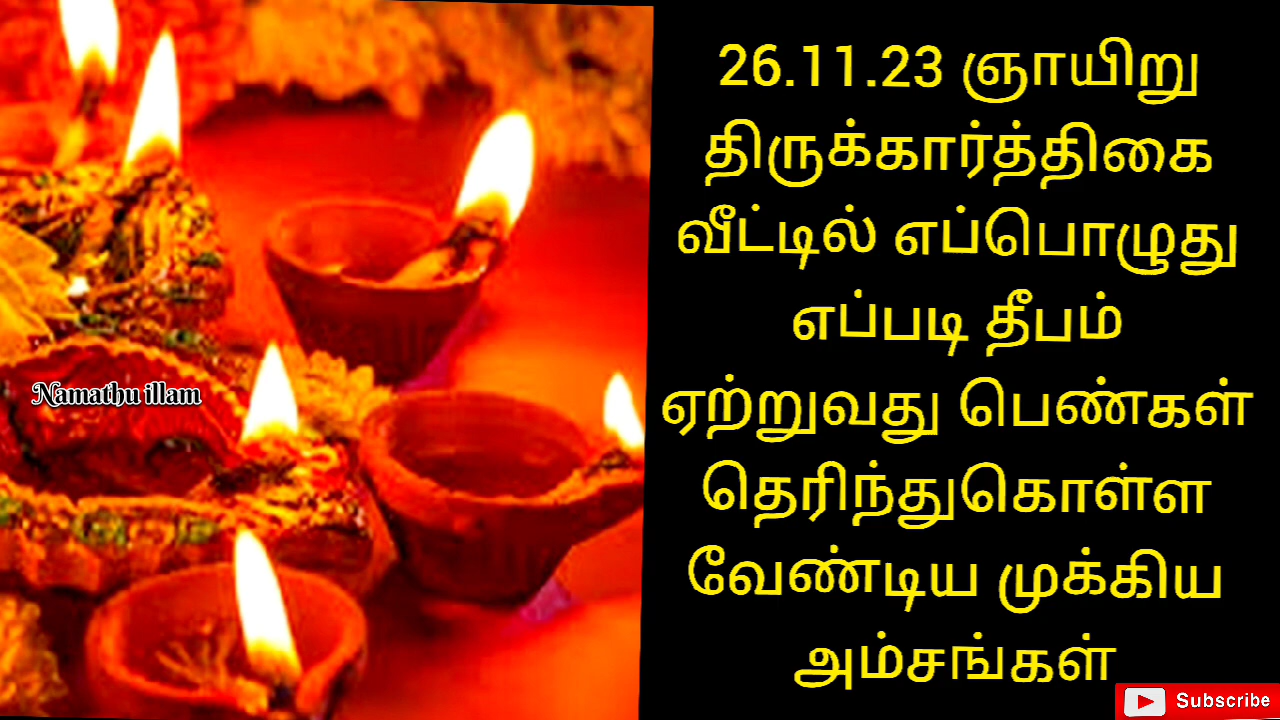 26.11.23 ஞாயிறு
திருக்கார்த்திகை
வீட்டில் எப்பொழுது
எப்படி தீபம்
ஏற்றுவது பெண்கள்
தெரிந்துகொள்ள
வேண்டிய முக்கிய
அம்சங்கள்
Namathu illam
Subscribe